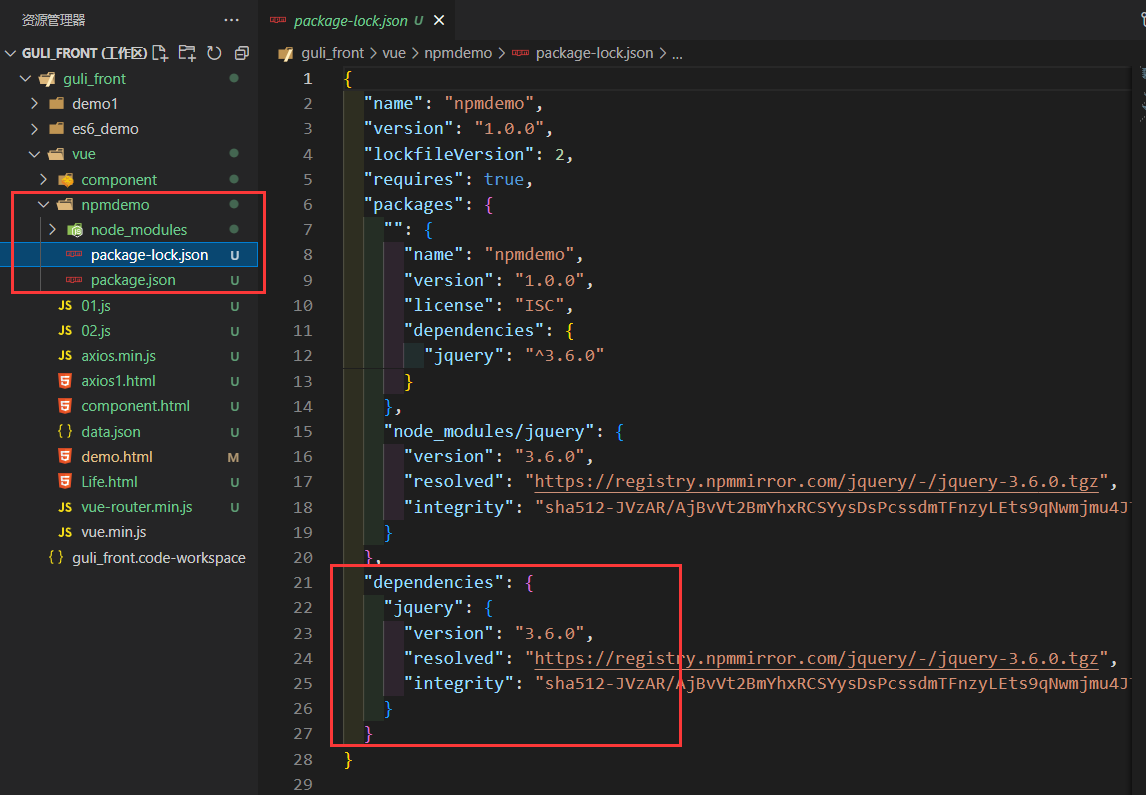 资源管理器
GULI_FRONT (工作区)
guli_front
demo1
es6_demo
vue
component
npmdemo
node_modules
package-lock.json U
package.json U
JS 01.js U
JS 02.js U
JS axios.min.js U
axios1.html U
component.html U
{} data.json U
demo.html M
Life.html U
JS vue-router.min.js U
JS vue.min.js
{} guli_front.code-workspace
package-lock.json U ×
guli_front > vue > npmdemo > package-lock.json > ...
1 {
2 "name": "npmdemo",
3 "version": "1.0.0",
4 "lockfileVersion": 2,
5 "requires": true,
6 "packages": {
7 "": {
8 "name": "npmdemo",
9 "version": "1.0.0",
10 "license": "ISC",
11 "dependencies": {
12 "jquery": "^3.6.0"
13 }
14 },
15 "node_modules/jquery": {
16 "version": "3.6.0",
17 "resolved": "https://registry.npmmirror.com/jquery/-/jquery-3.6.0.tgz",
18 "integrity": "sha512-JVzAR/AjBvVt2BmYhxRCSYysDsPcssdmTFnzyLEts9qNwmjmu4J
19 }
20 },
21 "dependencies": {
22 "jquery": {
23 "version": "3.6.0",
24 "resolved": "https://registry.npmmirror.com/jquery/-/jquery-3.6.0.tgz",
25 "integrity": "sha512-JVzAR/AjBvVt2BmYhxRCSYysDsPcssdmTFnzyLEts9qNwmjmu4J
26 }
27 }
28 }
29